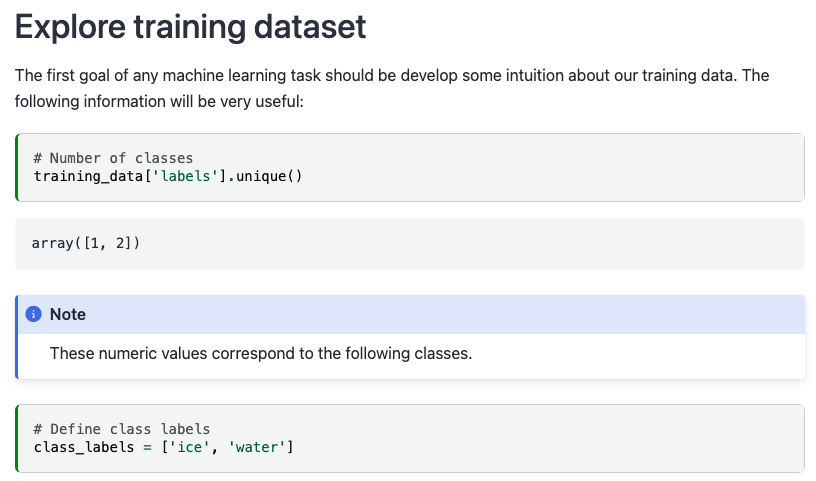 Explore training dataset
The first goal of any machine learning task should be develop some intuition about our training data. The
following information will be very useful:
# Number of classes
training_data['labels'].unique()
array([1, 2])
Note
These numeric values correspond to the following classes.
# Define class labels
class_labels = ['ice', 'water']